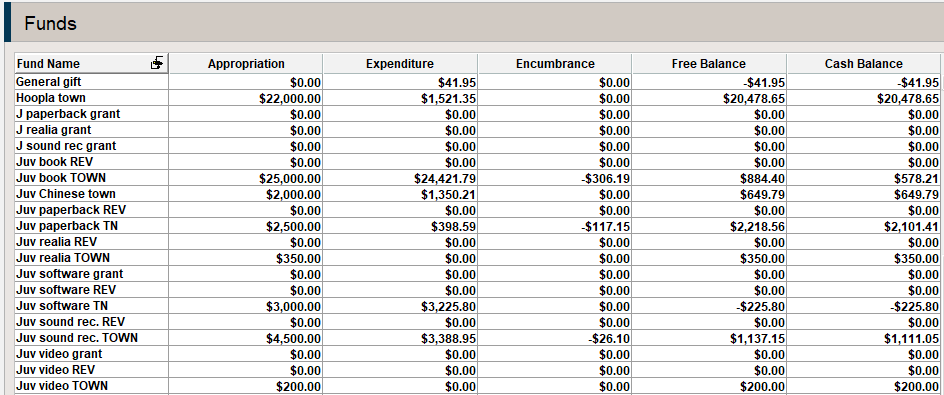 Funds
Fund Name Appropriation Expenditure Encumbrance Free Balance Cash Balance
General gift $0.00 $41.95 $0.00 -$41.95 -$41.95
Hoopla town $22,000.00 $1,521.35 $0.00 $20,478.65 $20,478.65
J paperback grant $0.00 $0.00 $0.00 $0.00 $0.00
J realia grant $0.00 $0.00 $0.00 $0.00 $0.00
J sound rec grant $0.00 $0.00 $0.00 $0.00 $0.00
Juv book REV $0.00 $0.00 $0.00 $0.00 $0.00
Juv book TOWN $25,000.00 $24,421.79 -$306.19 $884.40 $578.21
Juv Chinese town $2,000.00 $1,350.21 $0.00 $649.79 $649.79
Juv paperback REV $0.00 $0.00 $0.00 $0.00 $0.00
Juv paperback TN $2,500.00 $398.59 -$117.15 $2,218.56 $2,101.41
Juv realia REV $0.00 $0.00 $0.00 $0.00 $0.00
Juv realia TOWN $350.00 $0.00 $0.00 $350.00 $350.00
Juv software grant $0.00 $0.00 $0.00 $0.00 $0.00
Juv software REV $0.00 $0.00 $0.00 $0.00 $0.00
Juv software TN $3,000.00 $3,225.80 $0.00 -$225.80 -$225.80
Juv sound rec. REV $0.00 $0.00 $0.00 $0.00 $0.00
Juv sound rec. TOWN $4,500.00 $3,388.95 -$26.10 $1,137.15 $1,111.05
Juv video grant $0.00 $0.00 $0.00 $0.00 $0.00
Juv video REV $0.00 $0.00 $0.00 $0.00 $0.00
Juv video TOWN $200.00 $0.00 $0.00 $200.00 $200.00